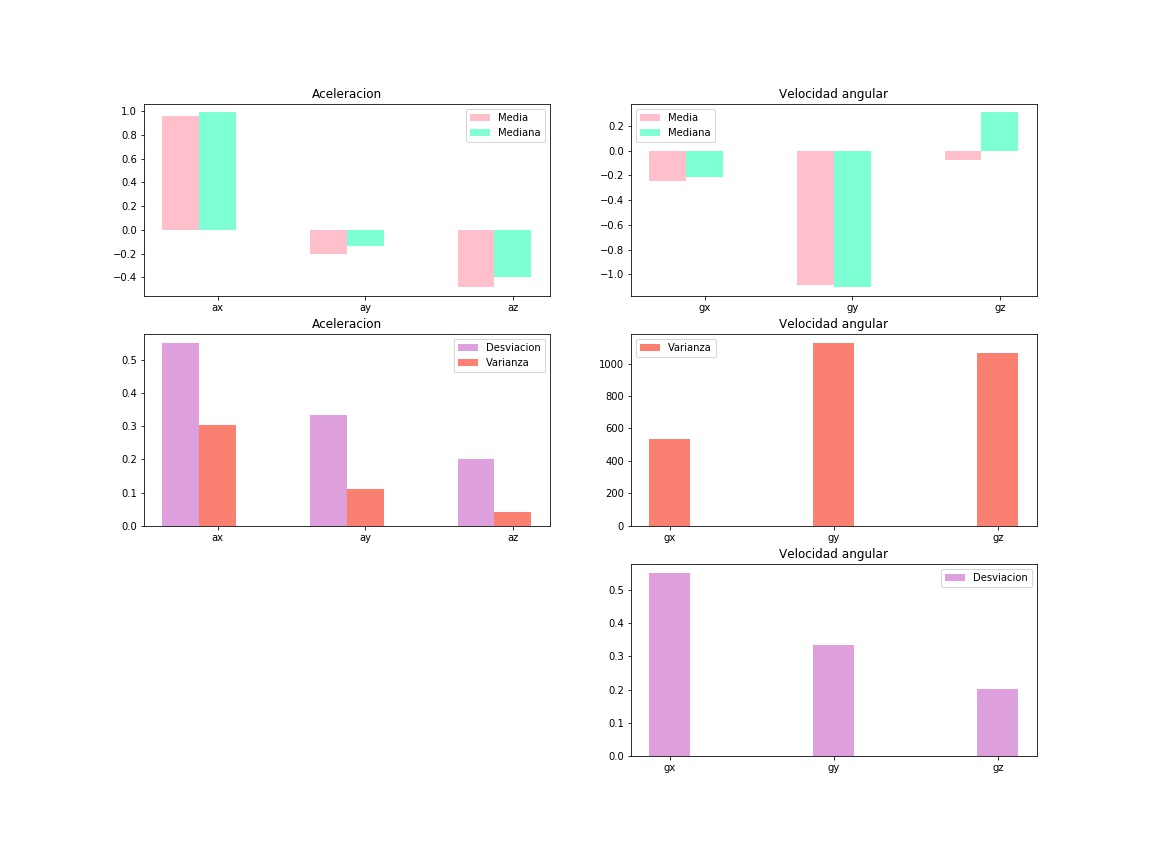 Aceleracion
1.0
0.8
0.6
0.4
0.2
0.0
−0.2
−0.4
Media
Mediana
ax ay az
Velocidad angular
0.2
0.0
−0.2
−0.4
−0.6
−0.8
−1.0
Media
Mediana
gx gy gz
Aceleracion
0.5
0.4
0.3
0.2
0.1
0.0
Desviacion
Varianza
ax ay az
Velocidad angular
1000
800
600
400
200
0
Varianza
gx gy gz
Velocidad angular
0.5
0.4
0.3
0.2
0.1
0.0
Desviacion
gx gy gz